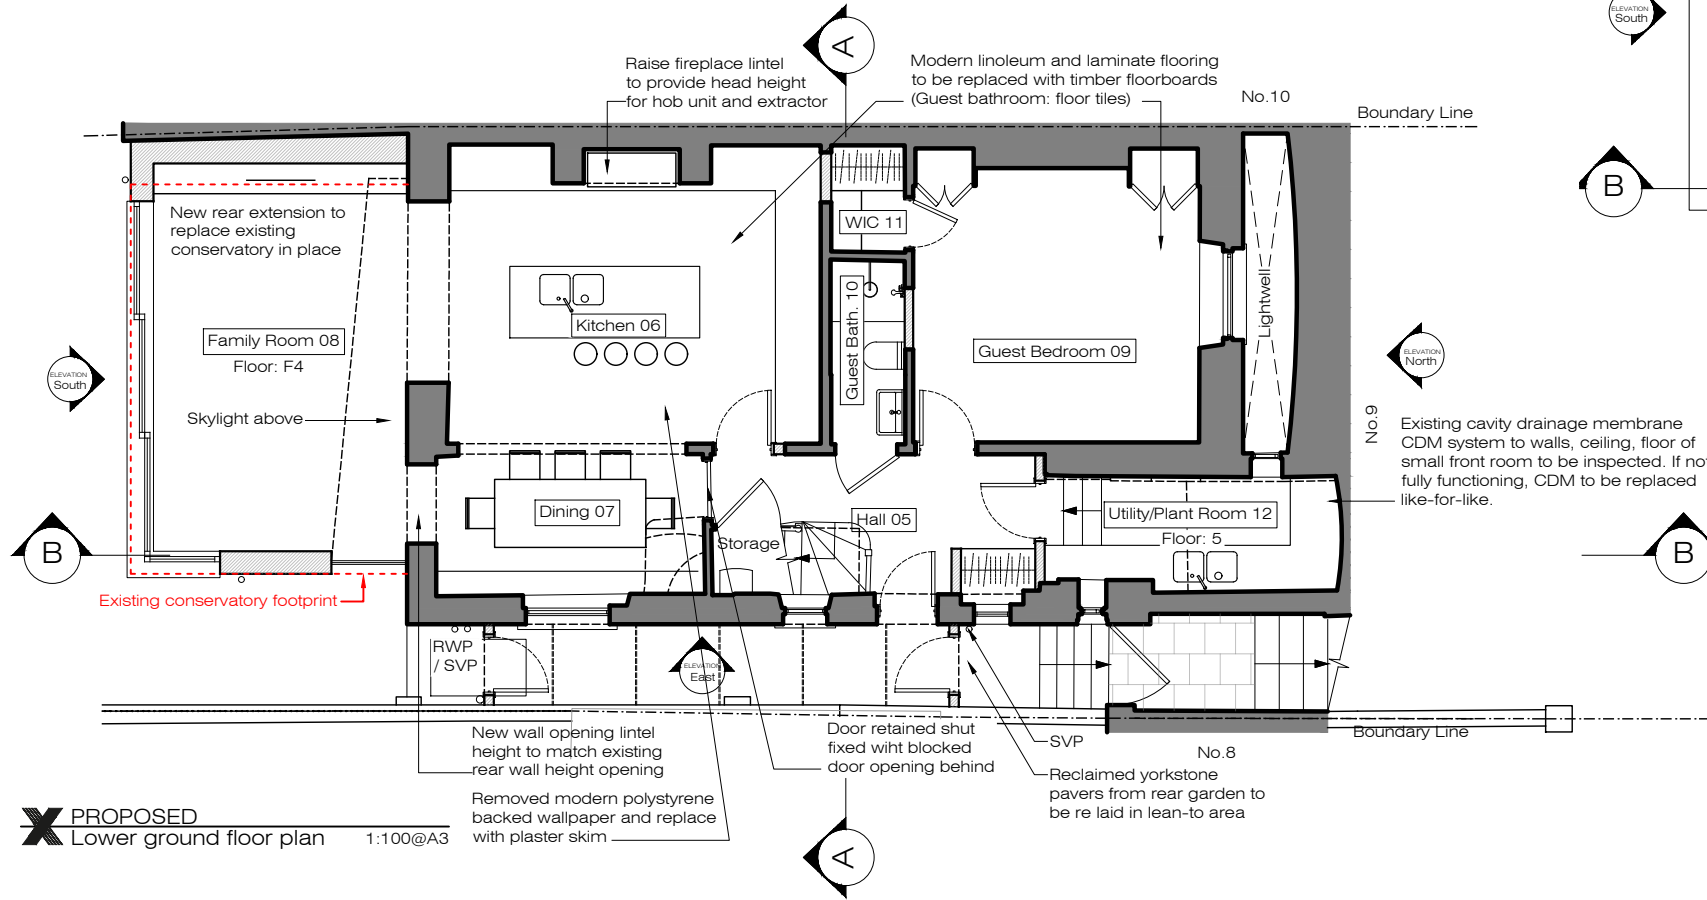 ELEVATION
South
A
Raise fireplace lintel
to provide head height
for hob unit and extractor
Modern linoleum and laminate flooring
to be replaced with timber floorboards
(Guest bathroom: floor tiles)
No.10
Boundary Line
B
New rear extension to
replace existing
conservatory in place
WIC 11
Guest Bath. 10
Lightwell
Kitchen 06
Family Room 08
Floor: F4
Guest Bedroom 09
ELEVATION
South
ELEVATION
North
Skylight above
No.9
Existing cavity drainage membrane
CDM system to walls, ceiling, floor of
small front room to be inspected. If
fully functioning, CDM to be replaced
like-for-like.
Dining 07
Hall 05
Utility/Plant Room 12
Floor: 5
Storage
B
B
Existing conservatory footprint
RWP
/ SVP
ELEVATION
East
New wall opening lintel
height to match existing
rear wall height opening
Door retained shut
fixed wiht blocked
door opening behind
SVP
No.8
Boundary Line
Reclaimed yorkstone
pavers from rear garden to
be re laid in lean-to area
Removed modern polystyrene
backed wallpaper and replace
with plaster skim
PROPOSED
Lower ground floor plan
1:100@A3
A